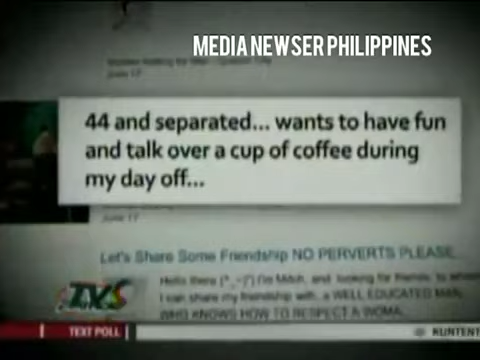 MEDIA NEWSER PHILIPPINES
June 17
44 and separated... wants to have fun
and talk over a cup of coffee during
my day off...
June 17
Let's Share Some Friendship NO PERVERTS PLEASE
Hello there (^_~)' I'm Mitch, and looking for friends, to whom
I can share my friendship with, a WELL EDUCATED MAN,
WHO KNOWS HOW TO RESPECT A WOMA
TVS
TEXT POLL
KUNTENT